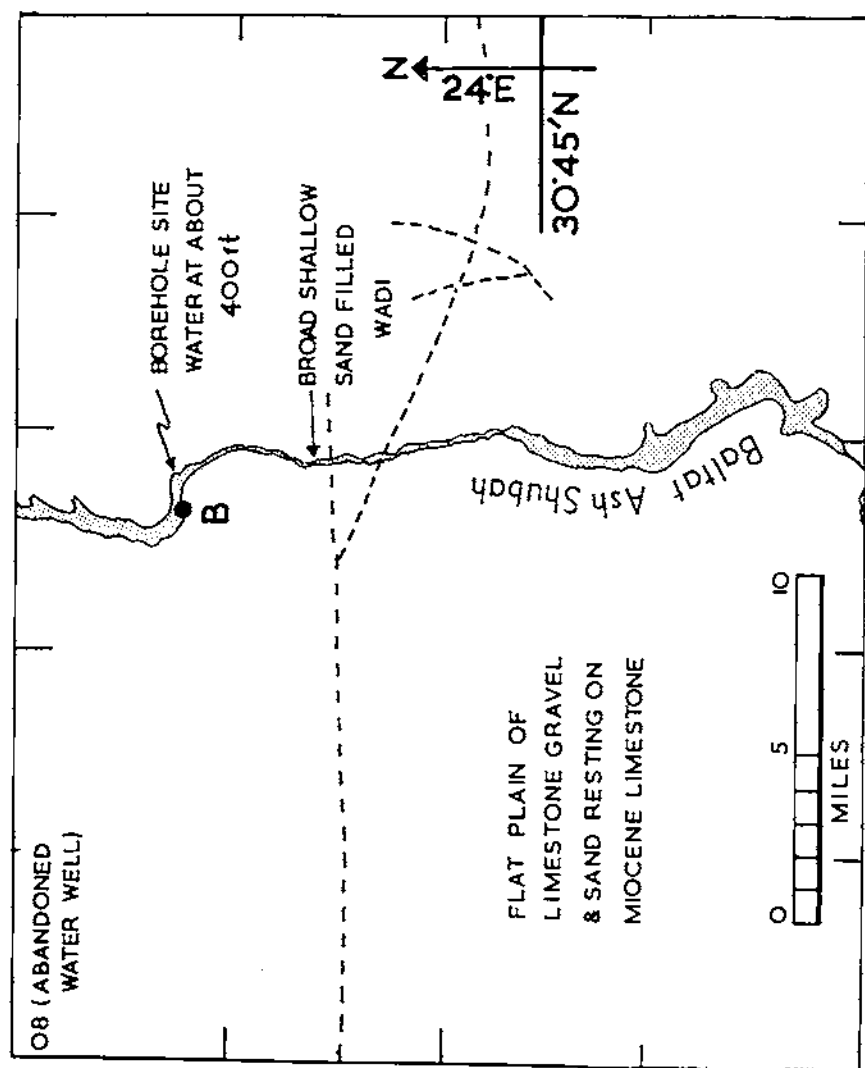 08 (ABANDONED
WATER WELL)
BOREHOLE SITE
WATER AT ABOUT
400ft
B
BROAD SHALLOW
SAND FILLED
WADI
N
24°E
30°45'N
Baltat Ash Shubah
FLAT PLAIN OF
LIMESTONE GRAVEL
& SAND RESTING ON
MIOCENE LIMESTONE
0 5 10
MILES